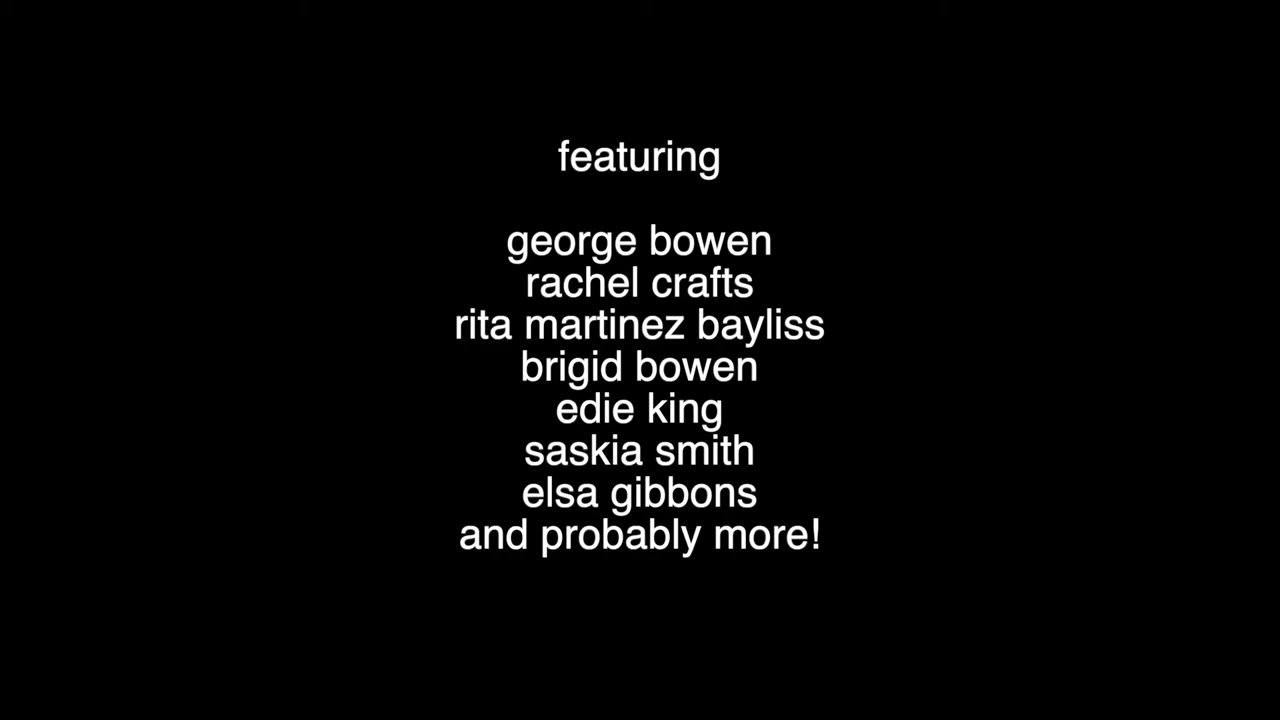 featuring
george bowen
rachel crafts
rita martinez bayliss
brigid bowen
edie king
saskia smith
elsa gibbons
and probably more!